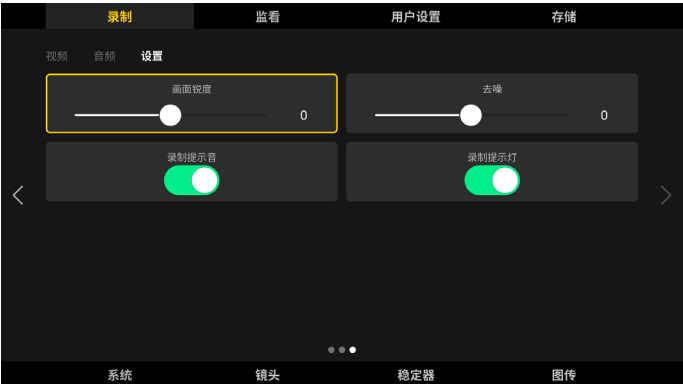 录制 监看 用户设置 存储
视频 音频 设置
画面锐度 去噪
0 0
录制提示音 录制提示灯
系统 镜头 稳定器 图传